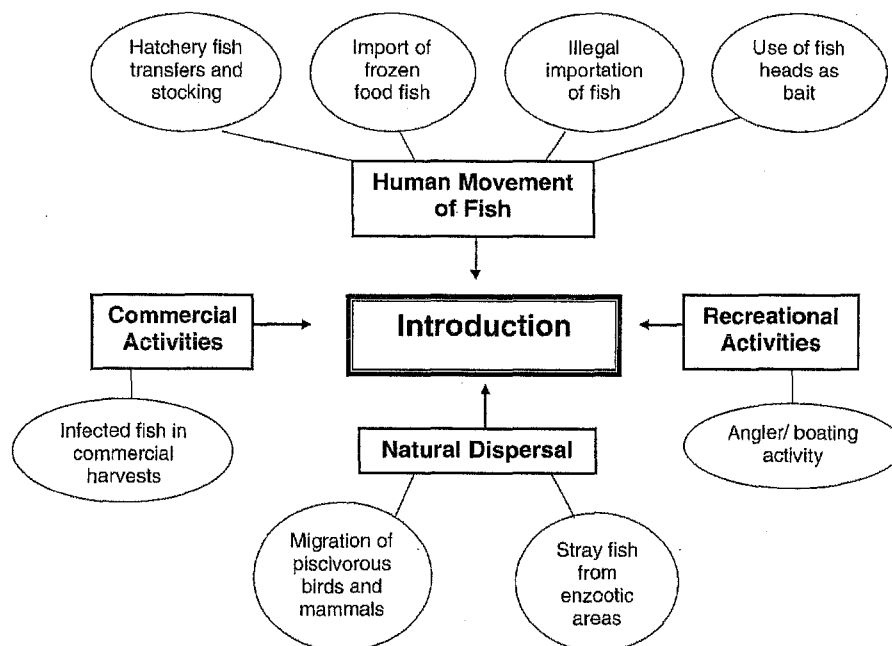 Hatchery fish
transfers and
stocking
Import of
frozen
food fish
Illegal
importation
of fish
Use of fish
heads as
bait
Human Movement
of Fish
Commercial
Activities
Introduction
Recreational
Activities
Infected fish in
commercial
harvests
Natural Dispersal
Angler/ boating
activity
Migration of
piscivorous
birds and
mammals
Stray fish
from
enzootic
areas